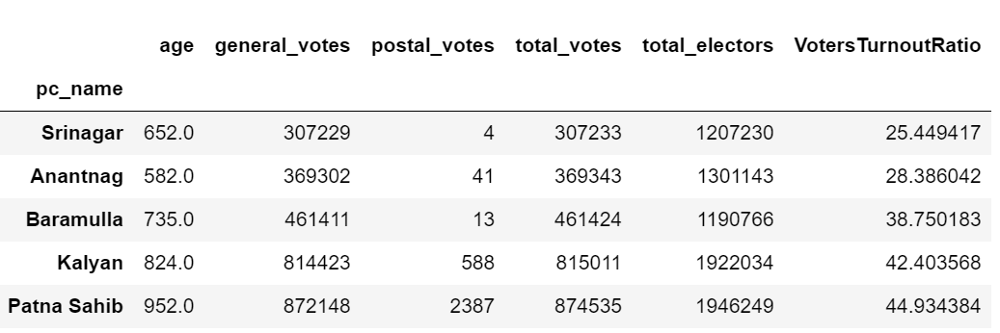 age general_votes postal_votes total_votes total_electors VotersTurnoutRatio
pc_name
Srinagar 652.0 307229 4 307233 1207230 25.449417
Anantnag 582.0 369302 41 369343 1301143 28.386042
Baramulla 735.0 461411 13 461424 1190766 38.750183
Kalyan 824.0 814423 588 815011 1922034 42.403568
Patna Sahib 952.0 872148 2387 874535 1946249 44.934384